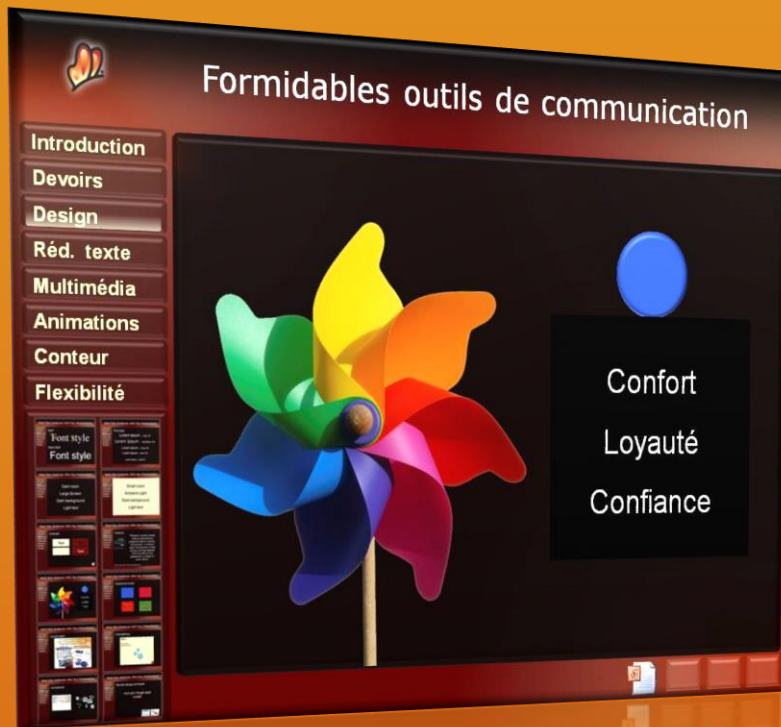 Formidables outils de communication
Introduction
Devoirs
Design
Réd. texte
Multimédia
Animations
Conteur
Flexibilité
Confort
Loyauté
Confiance
Font style
Font style